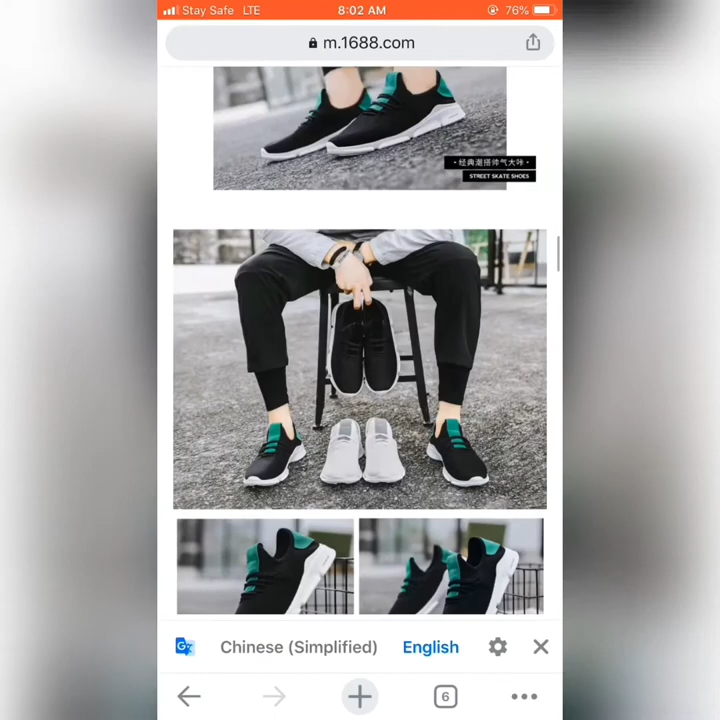 Stay Safe LTE 8:02 AM 76%
m.1688.com
·经典潮搭帅气大咔·
STREET SKATE SHOES
Chinese (Simplified) English
6